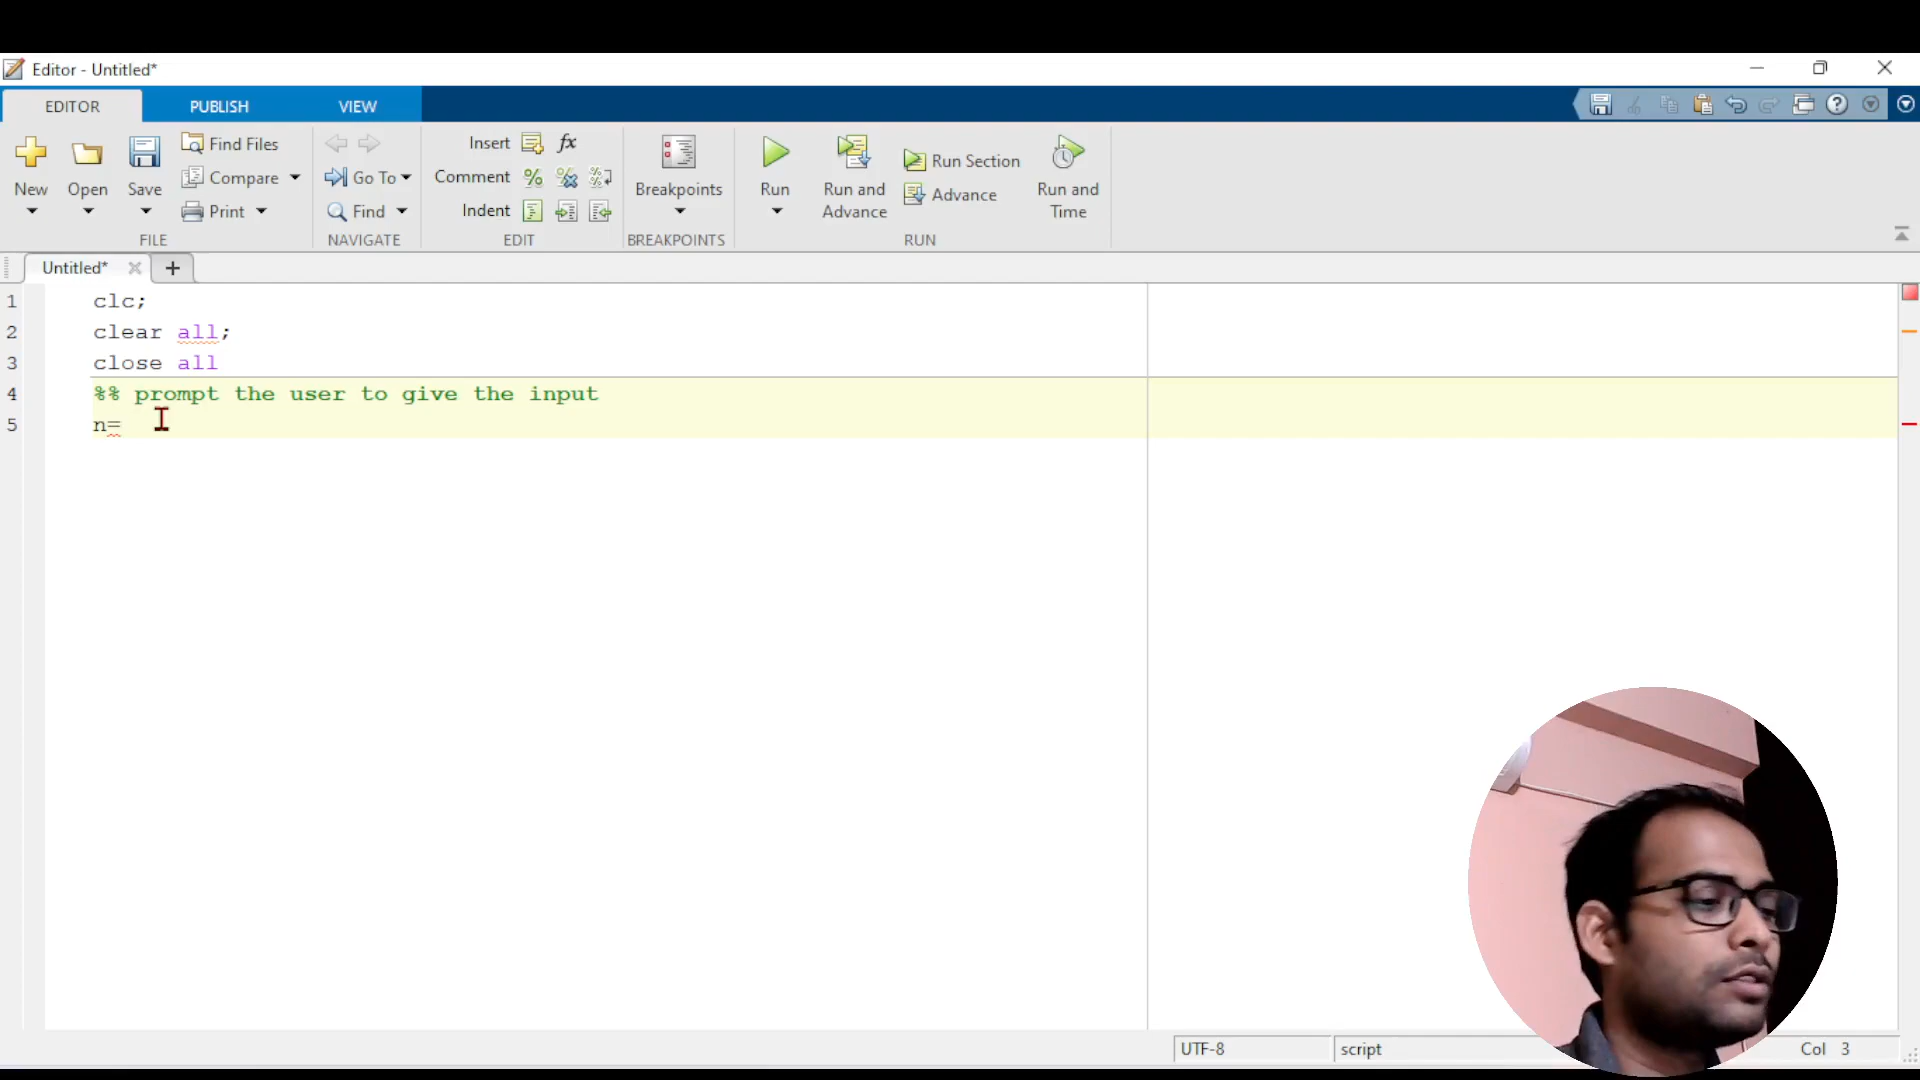 Editor - Untitled*
EDITOR PUBLISH VIEW
New Open Save Find Files Compare Print
Go To Find
Insert fx
Comment
Indent
Breakpoints
Run
Run and Advance
Run Section
Advance
Run and Time
FILE NAVIGATE EDIT BREAKPOINTS RUN
Untitled*
1 clc;
2 clear all;
3 close all
4 %% prompt the user to give the input
5 n=
UTF-8 script Col 3